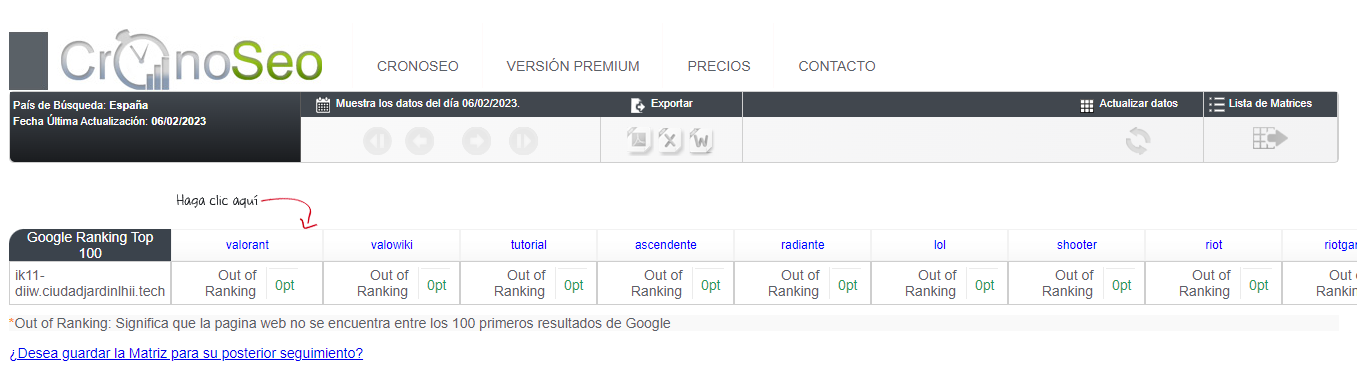 CronoSeo
CRONOSEO VERSIÓN PREMIUM PRECIOS CONTACTO
País de Búsqueda: España
Fecha Última Actualización: 06/02/2023
Muestra los datos del día 06/02/2023.
Exportar
Actualizar datos
Lista de Matrices
Haga clic aquí
Google Ranking Top
100
valorant valowiki tutorial ascendente radiante lol shooter riot riotgar
ik11-
diiw.ciudadjardinlhii.tech
Out of
Ranking 0pt
Out of
Ranking 0pt
Out of
Ranking 0pt
Out of
Ranking 0pt
Out of
Ranking 0pt
Out of
Ranking 0pt
Out of
Ranking 0pt
Out of
Ranking 0pt
Out o
Rankin
*Out of Ranking: Significa que la pagina web no se encuentra entre los 100 primeros resultados de Google
¿Desea guardar la Matriz para su posterior seguimiento?